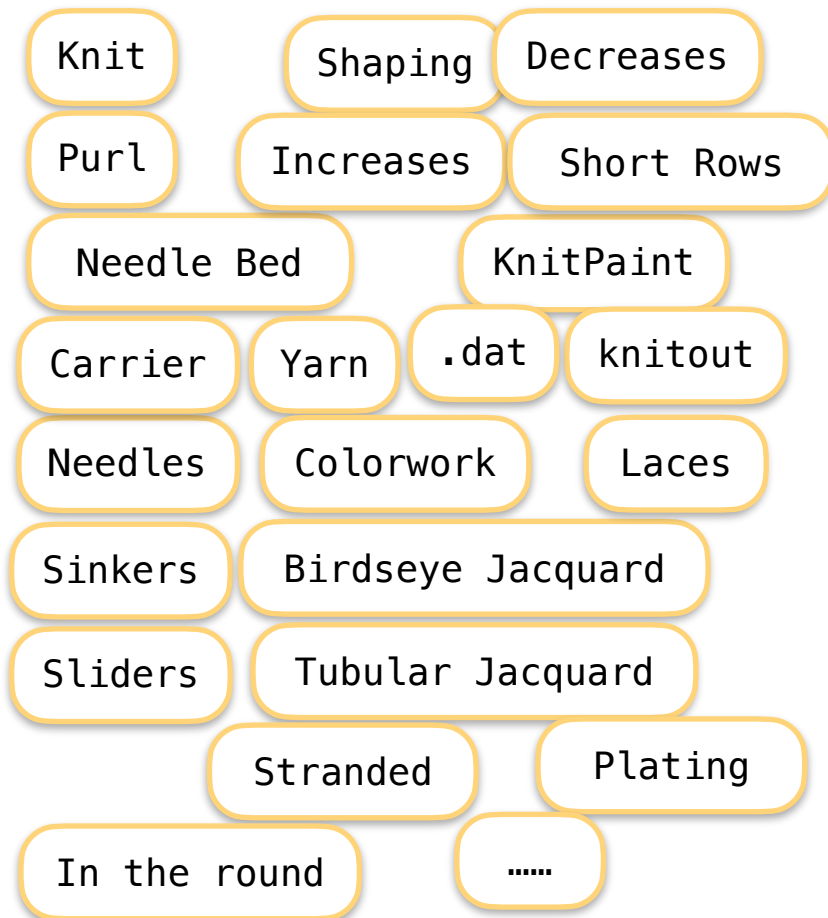 Knit
Shaping
Decreases
Purl
Increases
Short Rows
Needle Bed
KnitPaint
Carrier
Yarn
.dat
knitout
Needles
Colorwork
Laces
Sinkers
Birdseye Jacquard
Sliders
Tubular Jacquard
Stranded
Plating
In the round
……